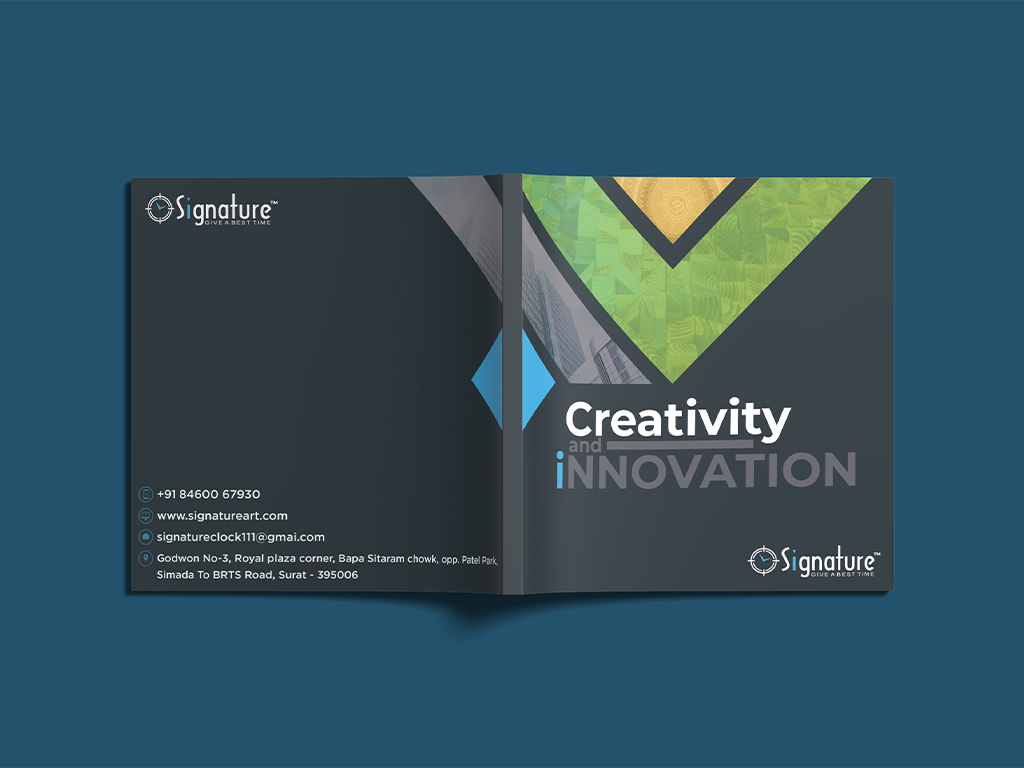 Signature™
GIVE A BEST TIME
+91 84600 67930
www.signatureart.com
signatureclock111@gmai.com
Godwon No-3, Royal plaza corner, Bapa Sitaram chowk, opp. Patel Park,
Simada To BRTS Road, Surat - 395006
Creativity
and
iNNOVATION
Signature™
GIVE A BEST TIME